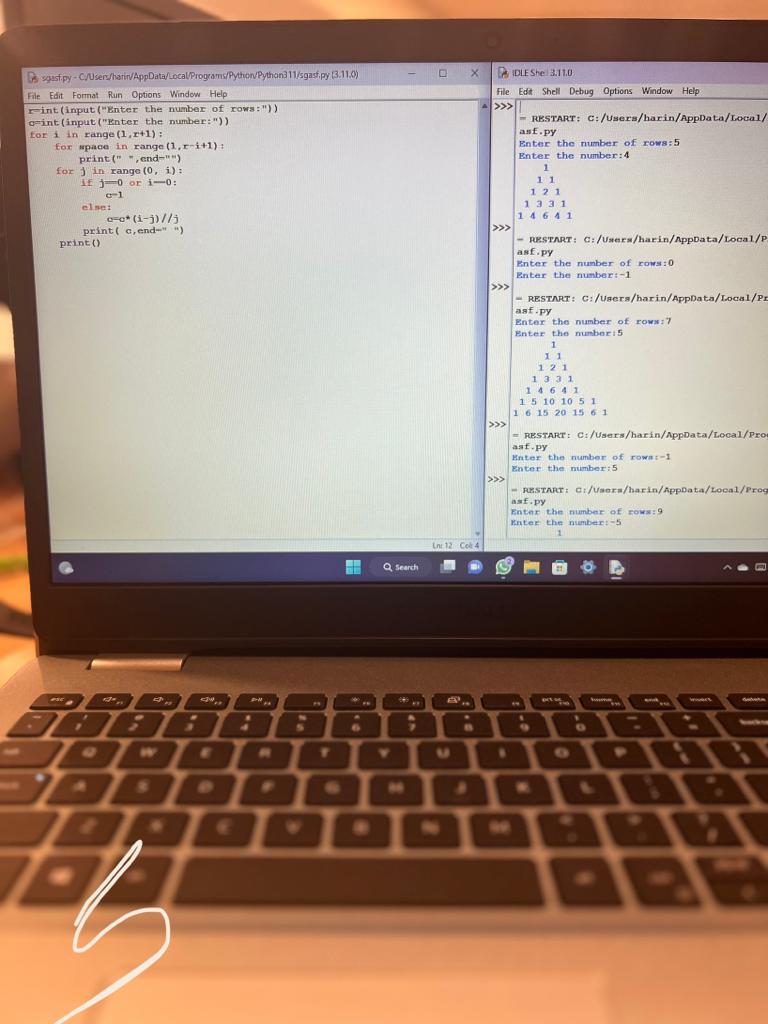 sgasf.py - C:/Users/harin/AppData/Local/Programs/Python/Python311/sgasf.py (3.11.0)
File Edit Format Run Options Window Help
r=int(input("Enter the number of rows:"))
c=int(input("Enter the number:"))
for i in range(1,r+1):
    for space in range(1,r-i+1):
        print(" ",end="")
    for j in range(0, i):
        if j==0 or i==0:
            c=1
        else:
            c=c*(i-j)//j
        print( c,end=" ")
    print()
Ln: 12 Col: 4
IDLE Shell 3.11.0
File Edit Shell Debug Options Window Help
>>>
= RESTART: C:/Users/harin/AppData/Local/
asf.py
Enter the number of rows:5
Enter the number:4
    1
   1 1
  1 2 1
 1 3 3 1
1 4 6 4 1
>>>
= RESTART: C:/Users/harin/AppData/Local/P
asf.py
Enter the number of rows:0
Enter the number:-1
>>>
= RESTART: C:/Users/harin/AppData/Local/Pr
asf.py
Enter the number of rows:7
Enter the number:5
      1
     1 1
    1 2 1
   1 3 3 1
  1 4 6 4 1
 1 5 10 10 5 1
1 6 15 20 15 6 1
>>>
= RESTART: C:/Users/harin/AppData/Local/Pro
asf.py
Enter the number of rows:-1
Enter the number:5
>>>
= RESTART: C:/Users/harin/AppData/Local/Prog
asf.py
Enter the number of rows:9
Enter the number:-5
        1
Search
esc home end insert delete
Q W E R T Y U I O P
A S D F G H J K L
Z X C V B N M
5